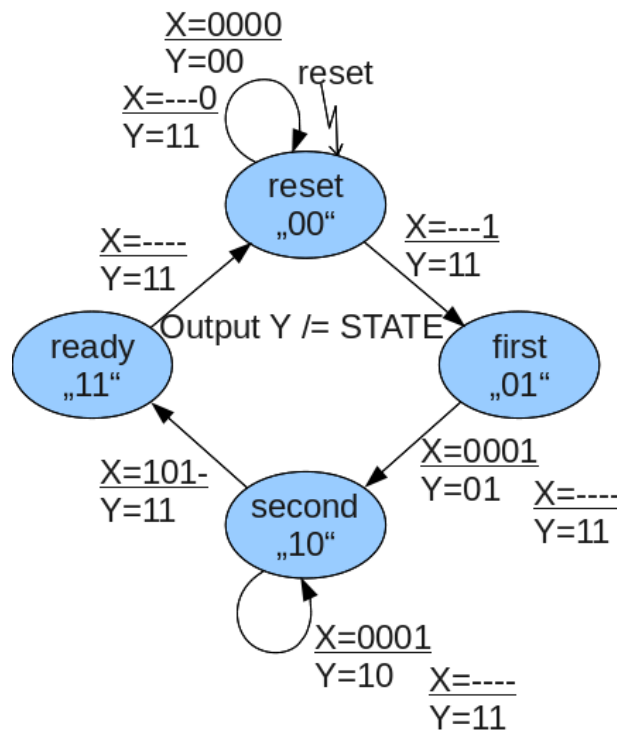 X=0000
Y=00
reset
X=---0
Y=11
reset
„00“
X=----
Y=11
X=---1
Y=11
Output Y /= STATE
ready
„11“
first
„01“
X=101-
Y=11
X=0001
Y=01
X=----
Y=11
second
„10“
X=0001
Y=10
X=----
Y=11